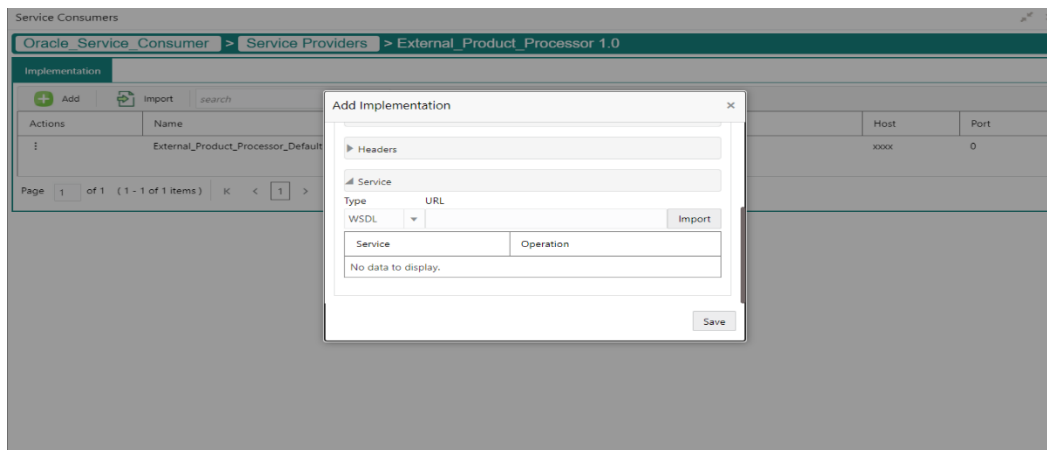 Service Consumers
Oracle_Service_Consumer > Service Providers > External_Product_Processor 1.0
Implementation
Add Import search
Actions Name Host Port
External_Product_Processor_Default xxxx 0
Page 1 of 1 (1 - 1 of 1 items) K < 1 >
Add Implementation ×
Headers
Service
Type URL
WSDL Import
Service Operation
No data to display.
Save